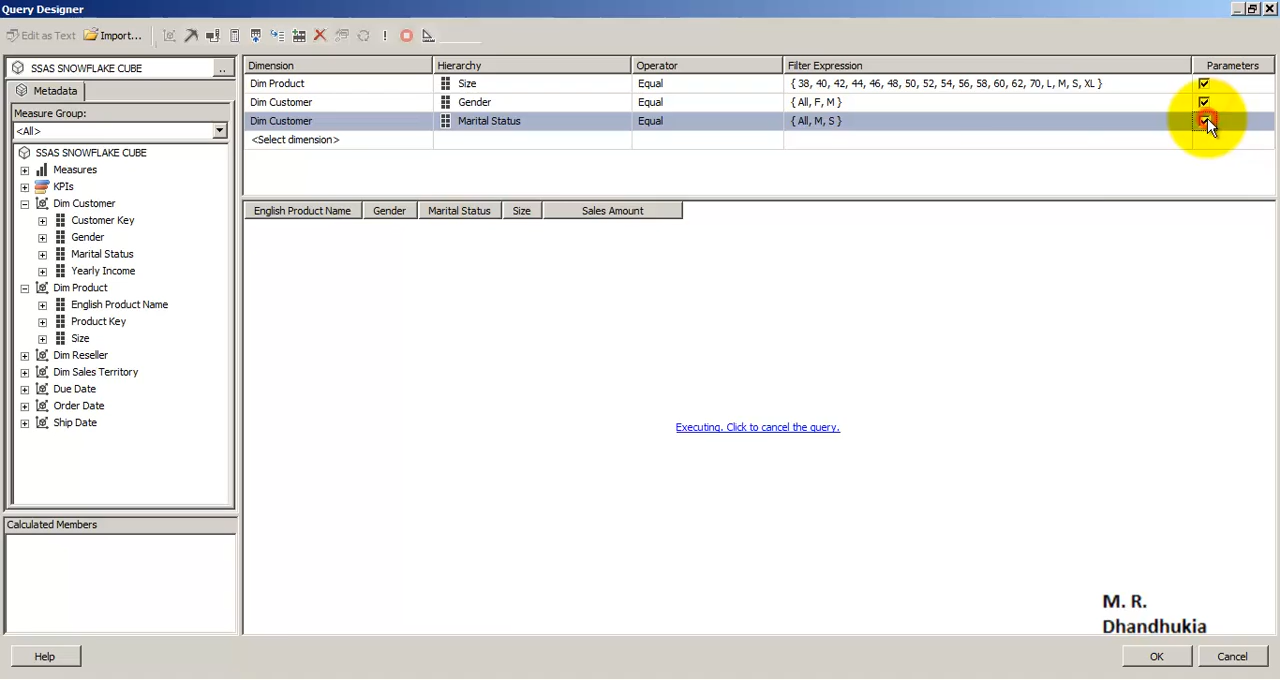 Query Designer
Edit as Text Import...
SSAS SNOWFLAKE CUBE ..
Metadata
Measure Group:
<All>
SSAS SNOWFLAKE CUBE
Measures
KPIs
Dim Customer
Customer Key
Gender
Marital Status
Yearly Income
Dim Product
English Product Name
Product Key
Size
Dim Reseller
Dim Sales Territory
Due Date
Order Date
Ship Date
Calculated Members
Dimension Hierarchy Operator Filter Expression Parameters
Dim Product Size Equal { 38, 40, 42, 44, 46, 48, 50, 52, 54, 56, 58, 60, 62, 70, L, M, S, XL }
Dim Customer Gender Equal { All, F, M }
Dim Customer Marital Status Equal { All, M, S }
<Select dimension>
English Product Name Gender Marital Status Size Sales Amount
Executing. Click to cancel the query.
M. R.
Dhandhukia
Help OK Cancel